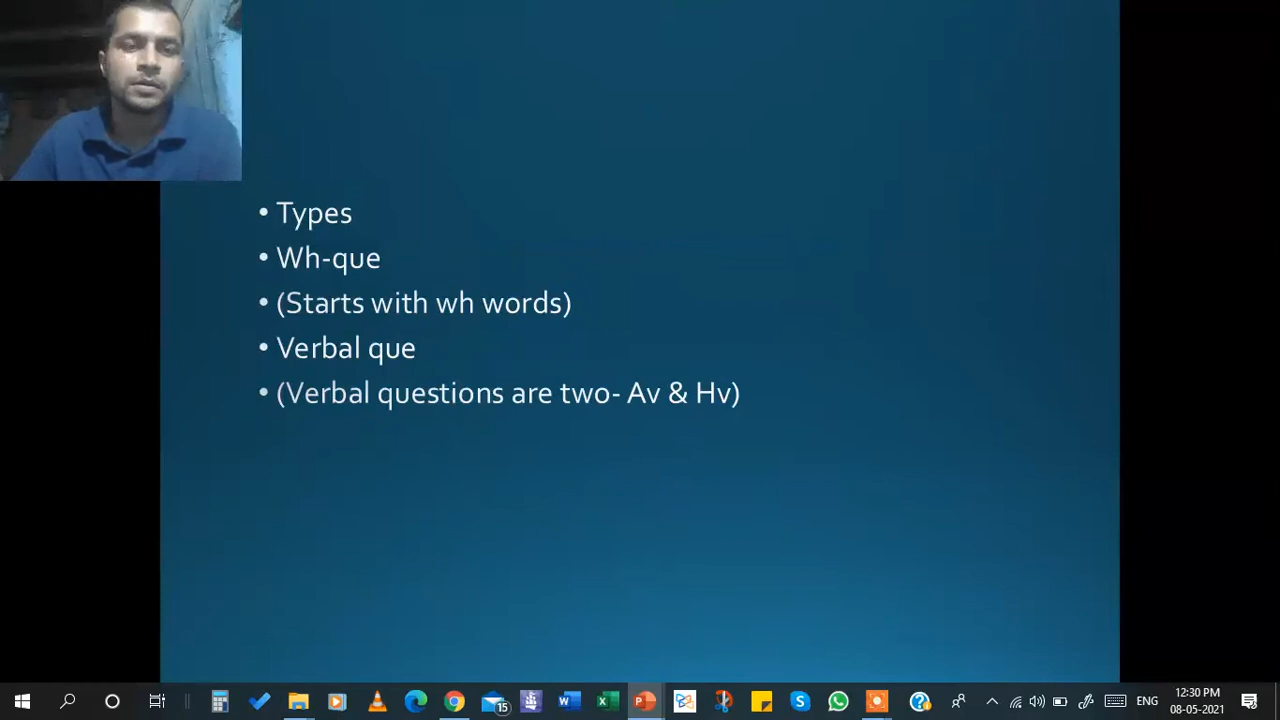 • Types
• Wh-que
• (Starts with wh words)
• Verbal que
• (Verbal questions are two- Av & Hv)
15
ENG
12:30 PM
08-05-2021